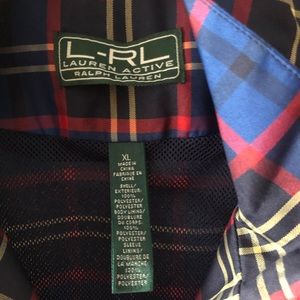 L-RL
LAUREN ACTIVE
RALPH LAUREN
XL
MADE IN
CHINA
FABRIQUE EN
CHINE
SHELL/
EXTERIEUR:
100%
POLYESTER/
POLYESTER
BODY LINING/
DOUBLURE
DU CORPS:
100%
POLYESTER/
POLYESTER
SLEEVE
LINING/
DOUBLURE DE
LA MANCHE:
100%
POLYESTER/
POLYESTER